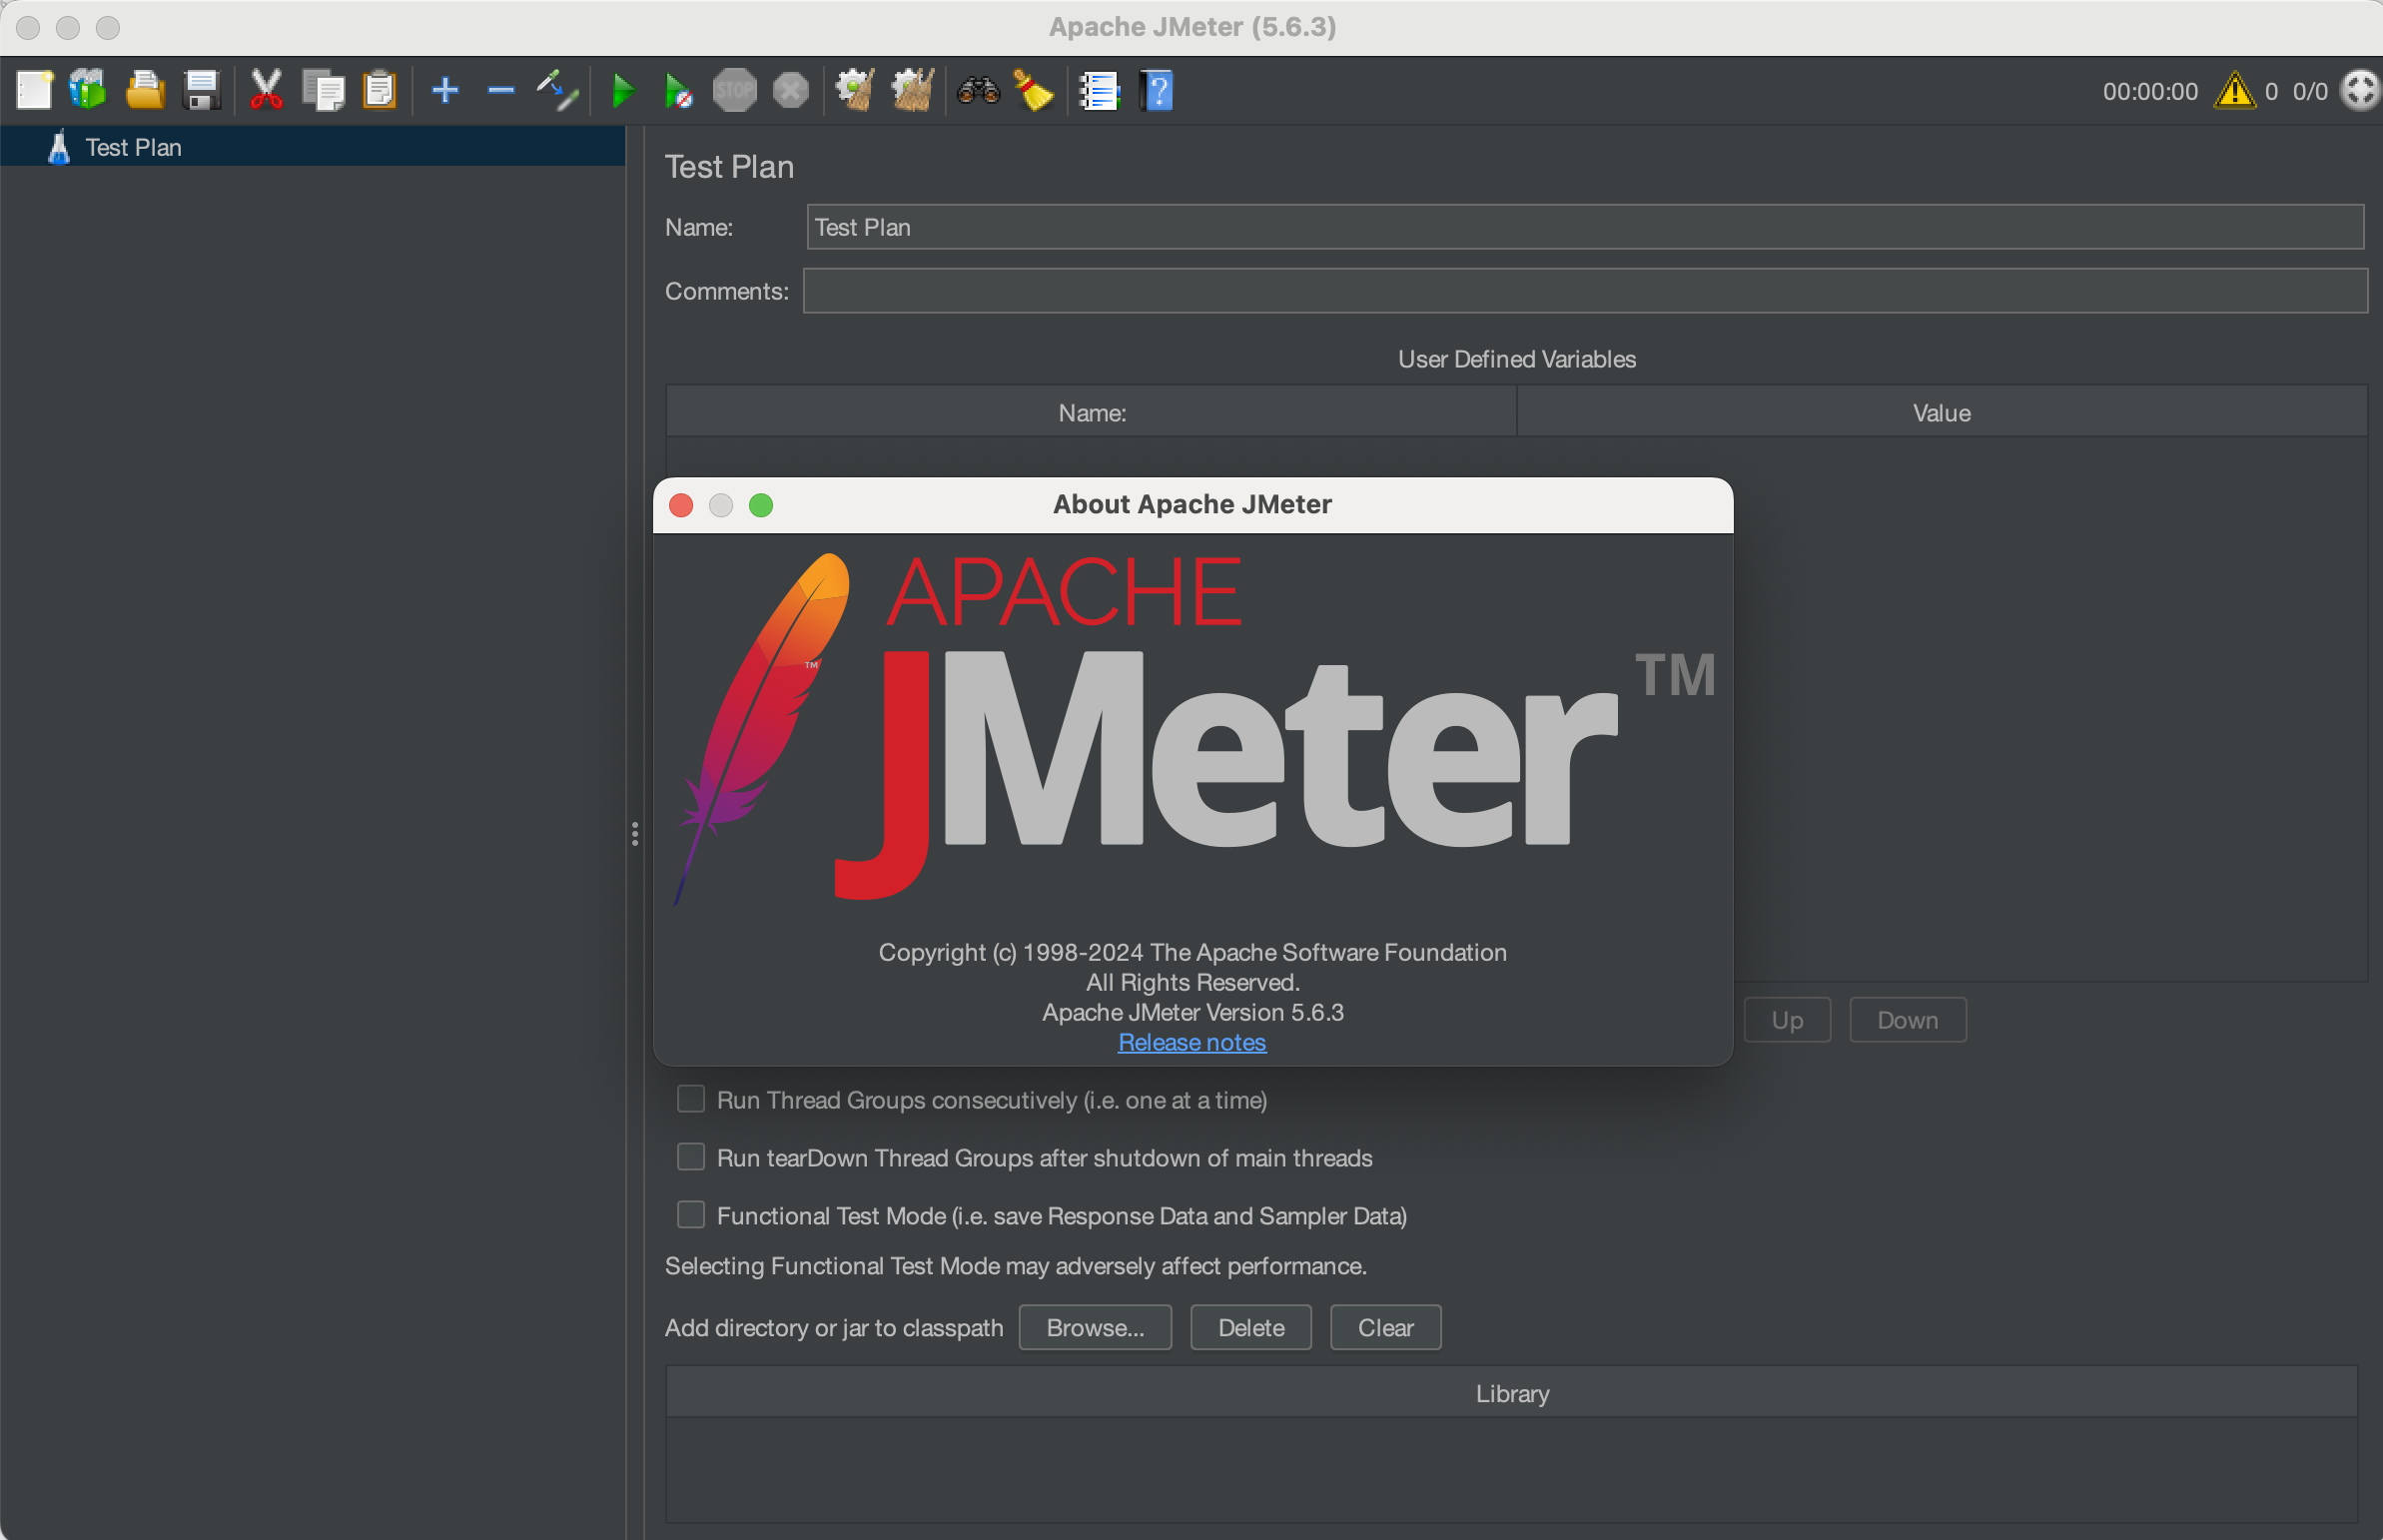 Apache JMeter (5.6.3)
STOP
?
00:00:00 0 0/0
Test Plan
Test Plan
Name: Test Plan
Comments:
User Defined Variables
Name: Value
About Apache JMeter
APACHE
JMeter TM
TM
Copyright (c) 1998-2024 The Apache Software Foundation
All Rights Reserved.
Apache JMeter Version 5.6.3
Release notes
Up Down
Run Thread Groups consecutively (i.e. one at a time)
Run tearDown Thread Groups after shutdown of main threads
Functional Test Mode (i.e. save Response Data and Sampler Data)
Selecting Functional Test Mode may adversely affect performance.
Add directory or jar to classpath Browse... Delete Clear
Library